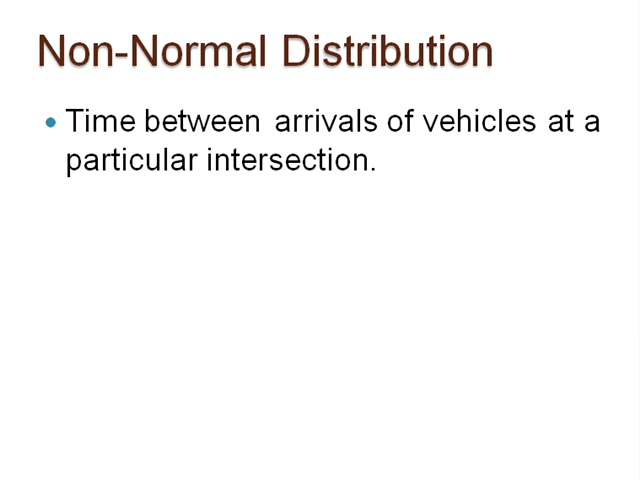 Non-Normal Distribution
• Time between arrivals of vehicles at a
particular intersection.